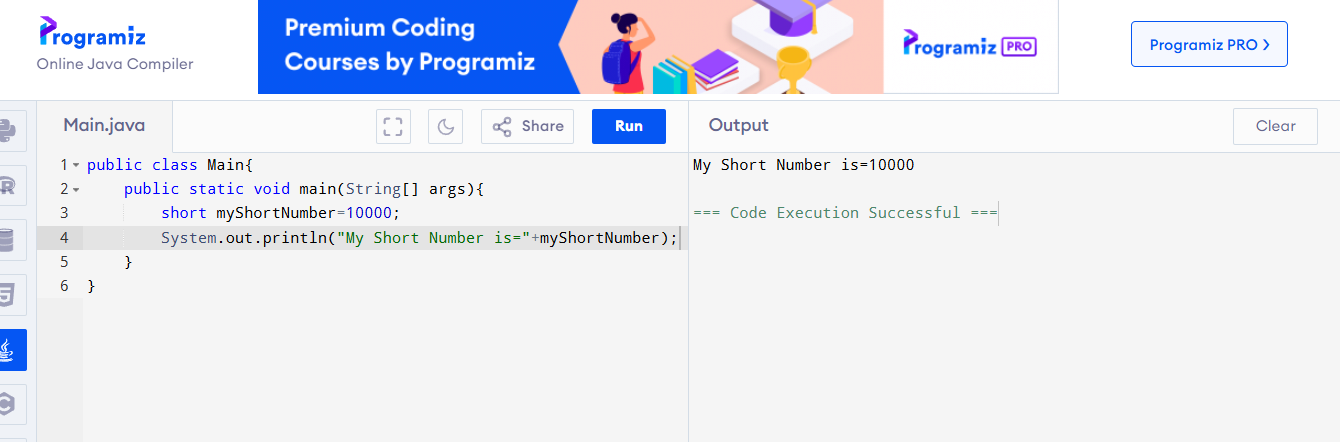 Programiz
Online Java Compiler
Premium Coding
Courses by Programiz
Programiz PRO
Programiz PRO
Main.java
Share
Run
Output
Clear
1 public class Main{
2     public static void main(String[] args){
3         short myShortNumber=10000;
4         System.out.println("My Short Number is="+myShortNumber);
5     }
6 }
My Short Number is=10000
=== Code Execution Successful ===